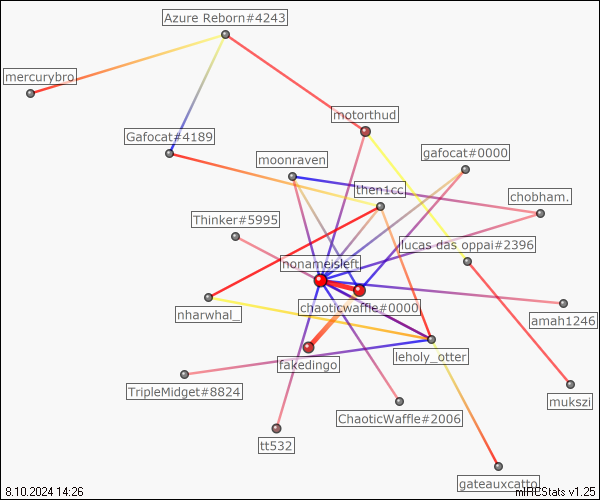 Azure Reborn#4243
mercurybro
motorthud
Gafocat#4189
moonraven
gafocat#0000
then1cc
chobham.
Thinker#5995
lucas das oppai#2396
nonameisleft
chaoticwaffle#0000
nharwhal_
amah1246
leholy_otter
fakedingo
TripleMidget#8824
mukszi
ChaoticWaffle#2006
tt532
gateauxcatto
8.10.2024 14:26
mIRCStats v1.25